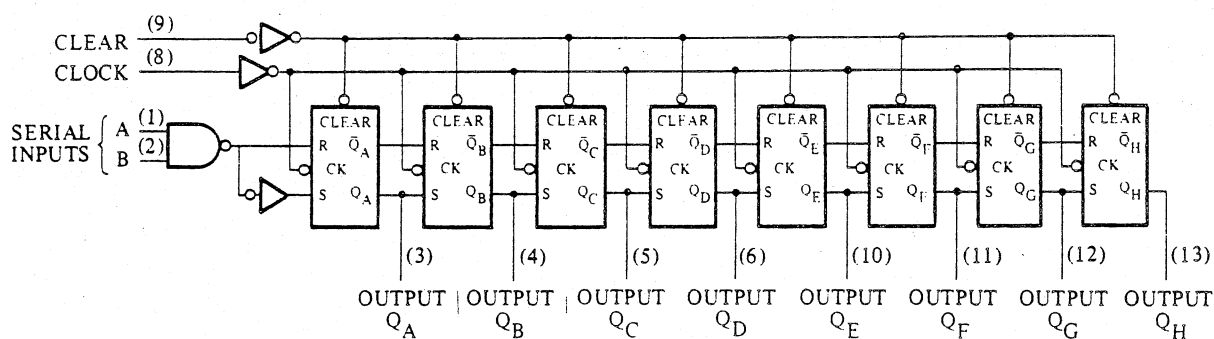 CLEAR (9)
CLOCK (8)
SERIAL INPUTS { A (1)
B (2)
CLEAR CLEAR CLEAR CLEAR CLEAR CLEAR CLEAR CLEAR
R Q̄A R Q̄B R Q̄C R Q̄D R Q̄E R Q̄F R Q̄G R Q̄H
CK CK CK CK CK CK CK CK
S QA S QB S QC S QD S QE S QF S QG S QH
(3) (4) (5) (6) (10) (11) (12) (13)
OUTPUT OUTPUT OUTPUT OUTPUT OUTPUT OUTPUT OUTPUT OUTPUT
QA QB QC QD QE QF QG QH